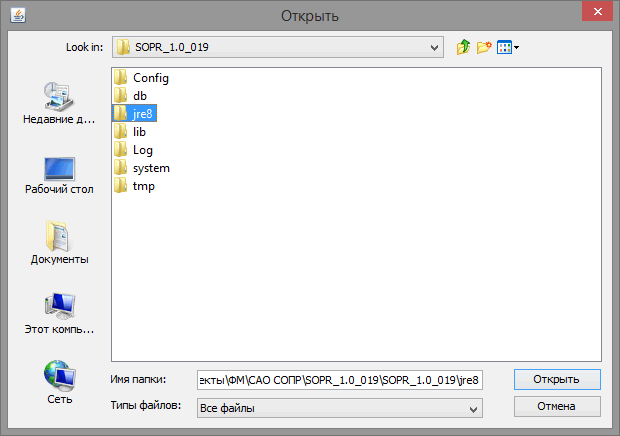 Открыть
Look in:
SOPR_1.0_019
Config
db
jre8
lib
Log
system
tmp
Недавние д...
Рабочий стол
Документы
Этот компь...
Сеть
Имя папки:
екты\ФМ\САО СОПР\SOPR_1.0_019\SOPR_1.0_019\jre8
Открыть
Типы файлов:
Все файлы
Отмена